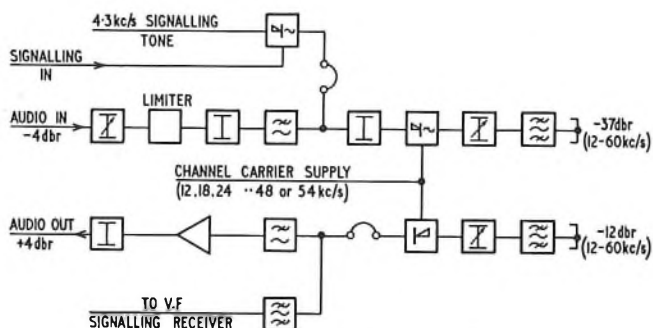 4·3kc/s SIGNALLING
TONE
SIGNALLING
IN
LIMITER
AUDIO IN
-4dbr
-37dbr
(12-60kc/s)
CHANNEL CARRIER SUPPLY
(12,18,24 ··48 or 54kc/s)
AUDIO OUT
+4dbr
-12dbr
(12-60kc/s)
TO V.F
SIGNALLING RECEIVER